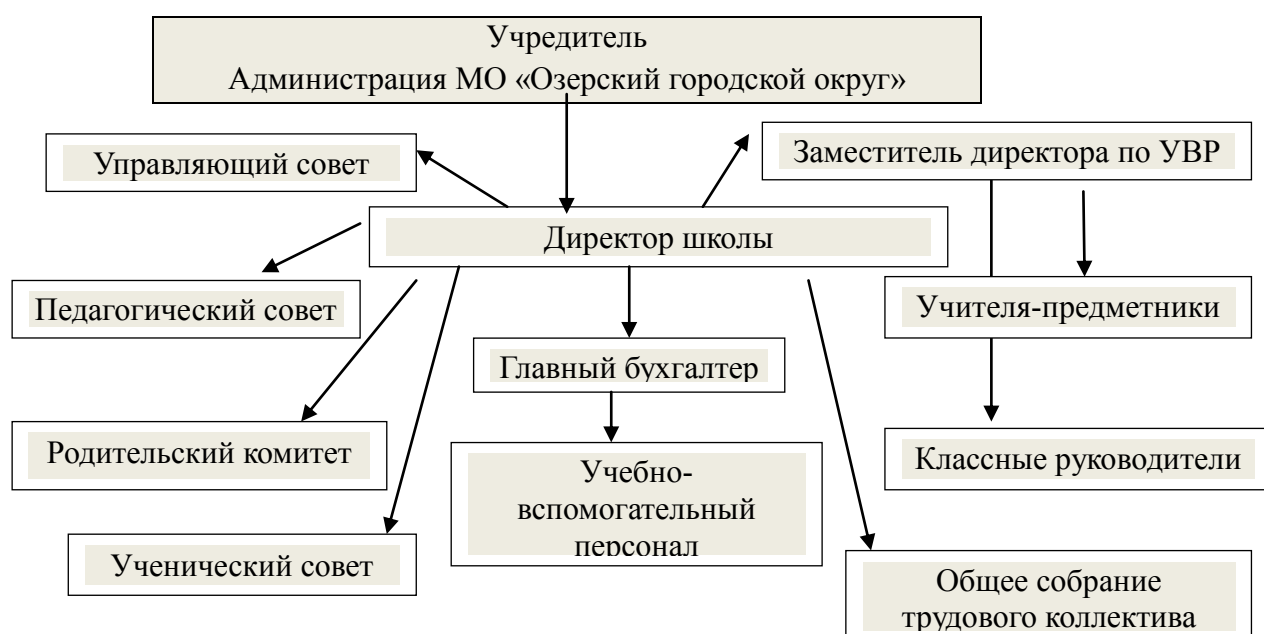 Учредитель
Администрация МО «Озерский городской округ»
Управляющий совет
Заместитель директора по УВР
Директор школы
Педагогический совет
Учителя-предметники
Главный бухгалтер
Родительский комитет
Классные руководители
Учебно-
вспомогательный
персонал
Ученический совет
Общее собрание
трудового коллектива